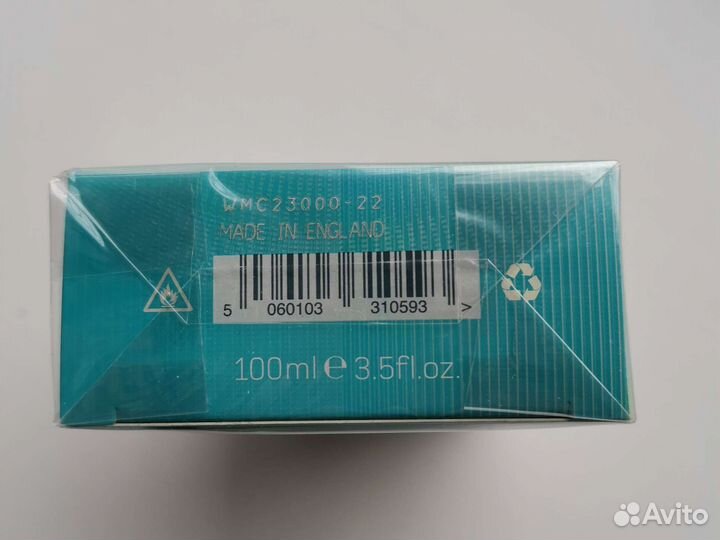 WMC23000-22
MADE IN ENGLAND
5 060103 310593 >
100ml ℮ 3.5fl.oz.
Avito